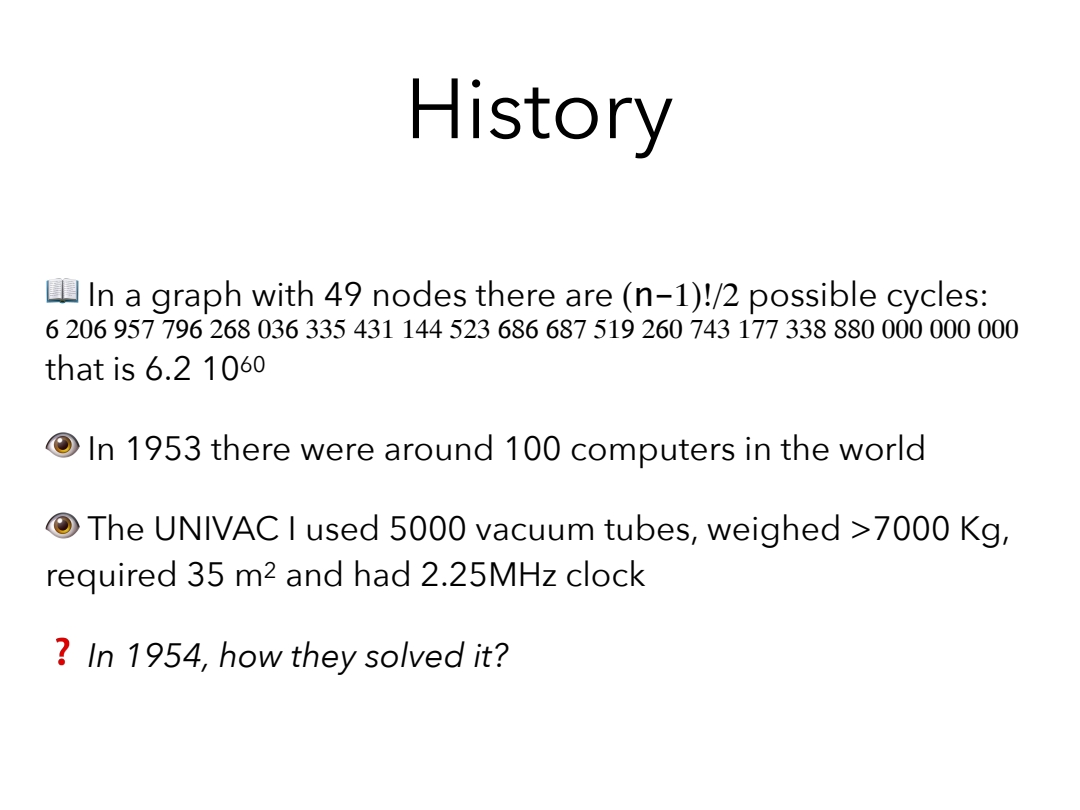 History
📖 In a graph with 49 nodes there are (n−1)!/2 possible cycles:
6 206 957 796 268 036 335 431 144 523 686 687 519 260 743 177 338 880 000 000 000
that is 6.2 10⁶⁰
👁 In 1953 there were around 100 computers in the world
👁 The UNIVAC I used 5000 vacuum tubes, weighed >7000 Kg,
required 35 m² and had 2.25MHz clock
❓ In 1954, how they solved it?